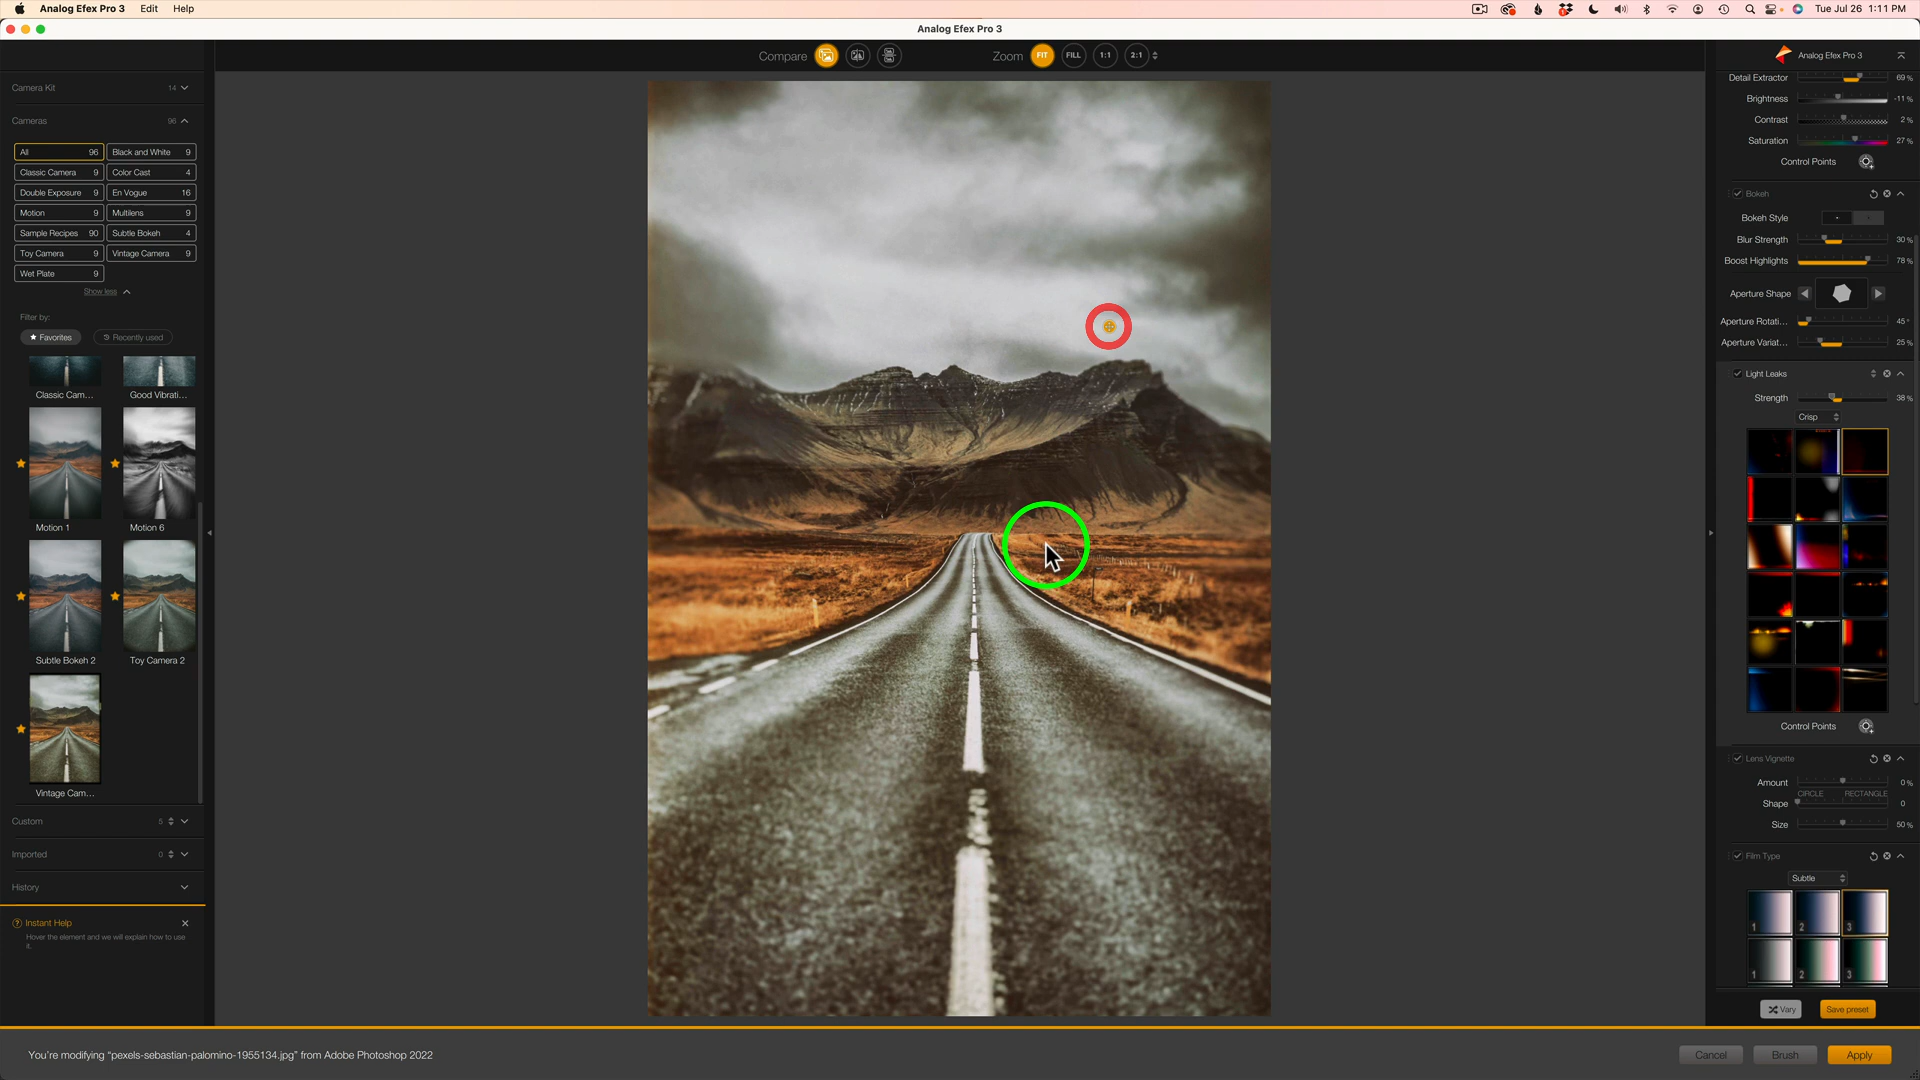 Analog Efex Pro 3 Edit Help
Tue Jul 26 1:11 PM
Analog Efex Pro 3
Compare Zoom FIT FILL 1:1 2:1
Analog Efex Pro 3
Camera Kit 14
Cameras 96
All 96 Black and White 9
Classic Camera 9 Color Cast 4
Double Exposure 9 En Vogue 16
Motion 9 Multilens 9
Sample Recipes 90 Subtle Bokeh 4
Toy Camera 9 Vintage Camera 9
Wet Plate 9
Show less
Filter by:
Favorites Recently used
Classic Cam... Good Vibrati...
Motion 1 Motion 6
Subtle Bokeh 2 Toy Camera 2
Vintage Cam...
Custom 5
Imported 0
History
Instant Help
Hover the element and we will explain how to use
it.
Detail Extractor 69 %
Brightness -11 %
Contrast 2 %
Saturation 27 %
Control Points
Bokeh
Bokeh Style
Blur Strength 30 %
Boost Highlights 78 %
Aperture Shape
Aperture Rotati... 45 °
Aperture Variat... 25 %
Light Leaks
Strength 38 %
Crisp
Control Points
Lens Vignette
Amount 0 %
CIRCLE RECTANGLE
Shape 0
Size 50 %
Film Type
Subtle
1 2 3
1 2 3
Vary Save preset
You're modifying "pexels-sebastian-palomino-1955134.jpg" from Adobe Photoshop 2022
Cancel Brush Apply